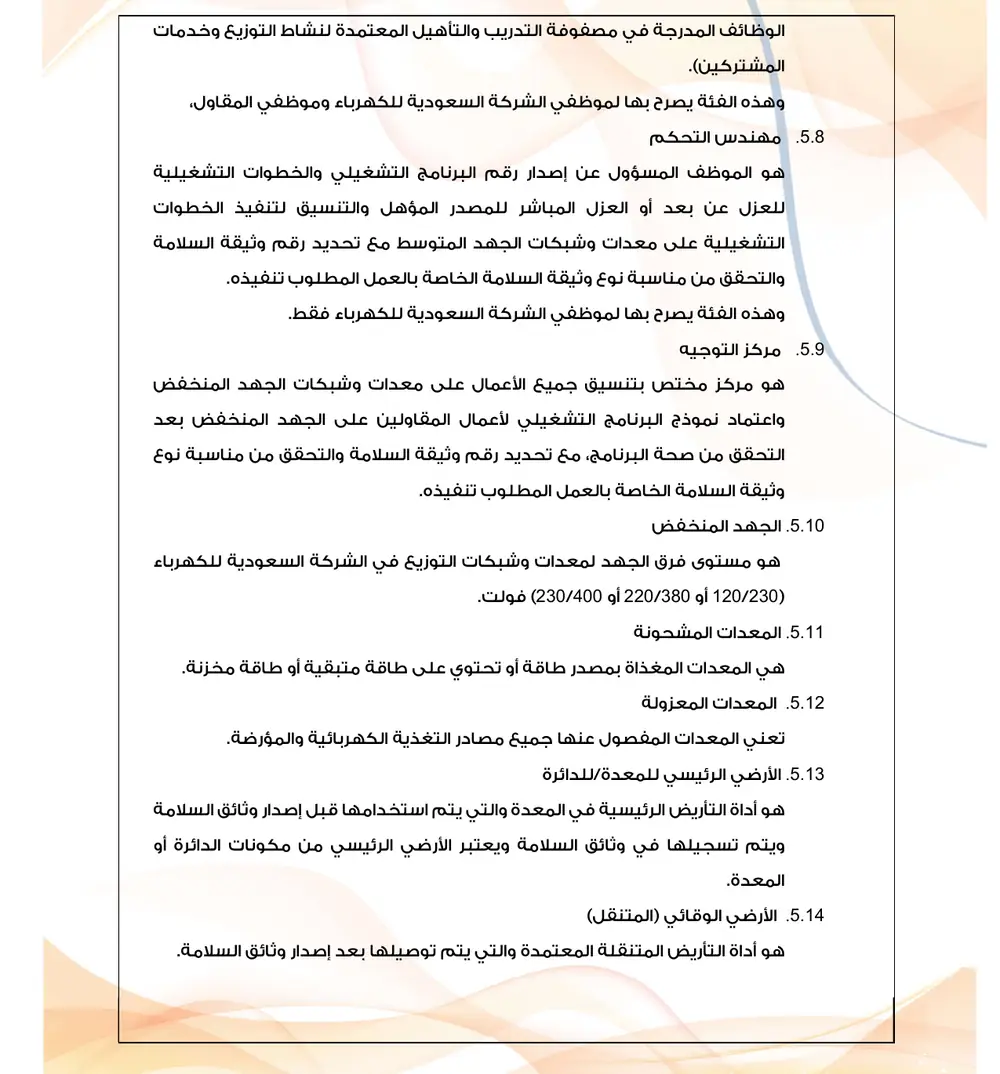 الوظائف المدرجة في مصفوفة التدريب والتأهيل المعتمدة لنشاط التوزيع وخدمات
المشتركين).
وهذه الفئة يصرح بها لموظفي الشركة السعودية للكهرباء وموظفي المقاول،
5.8. مهندس التحكم
هو الموظف المسؤول عن إصدار رقم البرنامج التشغيلي والخطوات التشغيلية
للعزل عن بعد أو العزل المباشر للمصدر المؤهل والتنسيق لتنفيذ الخطوات
التشغيلية على معدات وشبكات الجهد المتوسط مع تحديد رقم وثيقة السلامة
والتحقق من مناسبة نوع وثيقة السلامة الخاصة بالعمل المطلوب تنفيذه.
وهذه الفئة يصرح بها لموظفي الشركة السعودية للكهرباء فقط.
5.9. مركز التوجيه
هو مركز مختص بتنسيق جميع الأعمال على معدات وشبكات الجهد المنخفض
واعتماد نموذج البرنامج التشغيلي لأعمال المقاولين على الجهد المنخفض بعد
التحقق من صحة البرنامج، مع تحديد رقم وثيقة السلامة والتحقق من مناسبة نوع
وثيقة السلامة الخاصة بالعمل المطلوب تنفيذه.
5.10. الجهد المنخفض
هو مستوى فرق الجهد لمعدات وشبكات التوزيع في الشركة السعودية للكهرباء
(120/230 أو 220/380 أو 230/400) فولت.
5.11. المعدات المشحونة
هي المعدات المغذاة بمصدر طاقة أو تحتوي على طاقة متبقية أو طاقة مخزنة.
5.12. المعدات المعزولة
تعني المعدات المفصول عنها جميع مصادر التغذية الكهربائية والمؤرضة.
5.13. الأرضي الرئيسي للمعدة/للدائرة
هو أداة التأريض الرئيسية في المعدة والتي يتم استخدامها قبل إصدار وثائق السلامة
ويتم تسجيلها في وثائق السلامة ويعتبر الأرضي الرئيسي من مكونات الدائرة أو
المعدة.
5.14. الأرضي الوقائي (المتنقل)
هو أداة التأريض المتنقلة المعتمدة والتي يتم توصيلها بعد إصدار وثائق السلامة.